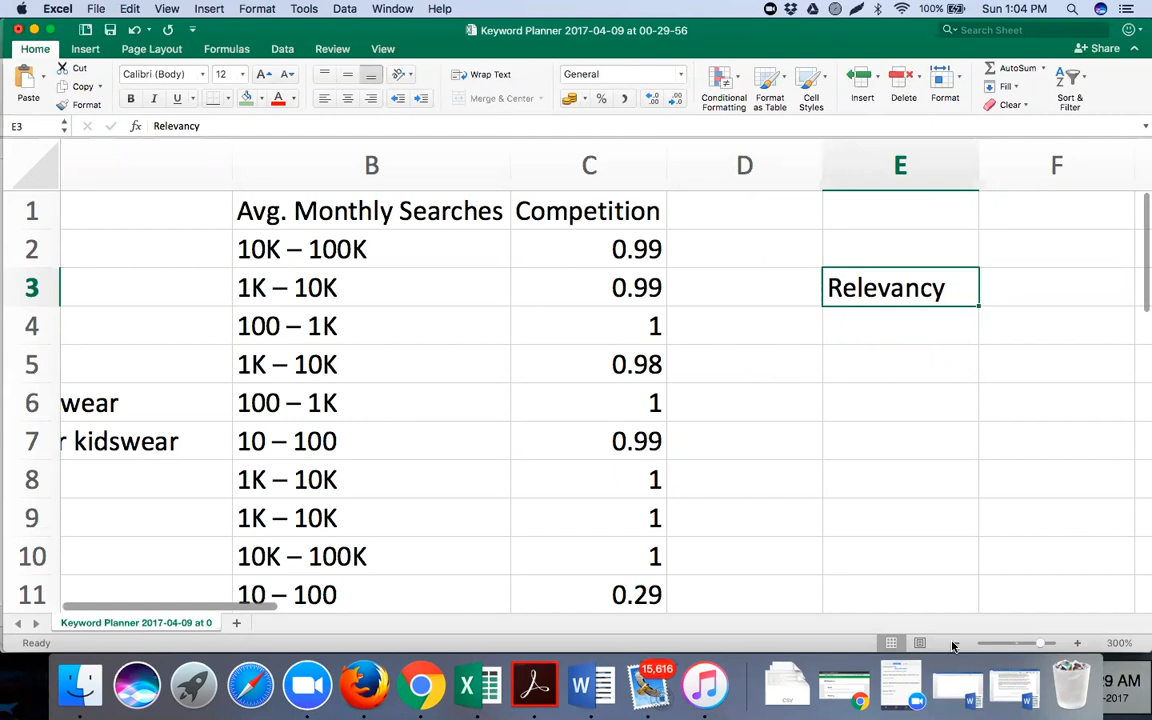 Excel File Edit View Insert Format Tools Data Window Help 100% Sun 1:04 PM
Keyword Planner 2017-04-09 at 00-29-56 Search Sheet
Home Insert Page Layout Formulas Data Review View Share
Paste Cut Copy Format Calibri (Body) 12 A A Wrap Text General Conditional Formatting Format as Table Cell Styles Insert Delete Format AutoSum Fill Clear Sort & Filter
B I U A Merge & Center %
E3 fx Relevancy
B C D E F
1 Avg. Monthly Searches Competition
2 10K – 100K 0.99
3 1K – 10K 0.99 Relevancy
4 100 – 1K 1
5 1K – 10K 0.98
6 wear 100 – 1K 1
7 r kidswear 10 – 100 0.99
8 1K – 10K 1
9 1K – 10K 1
10 10K – 100K 1
11 10 – 100 0.29
Keyword Planner 2017-04-09 at 0
Ready 300%
15,616
CSV
29 AM
-2017